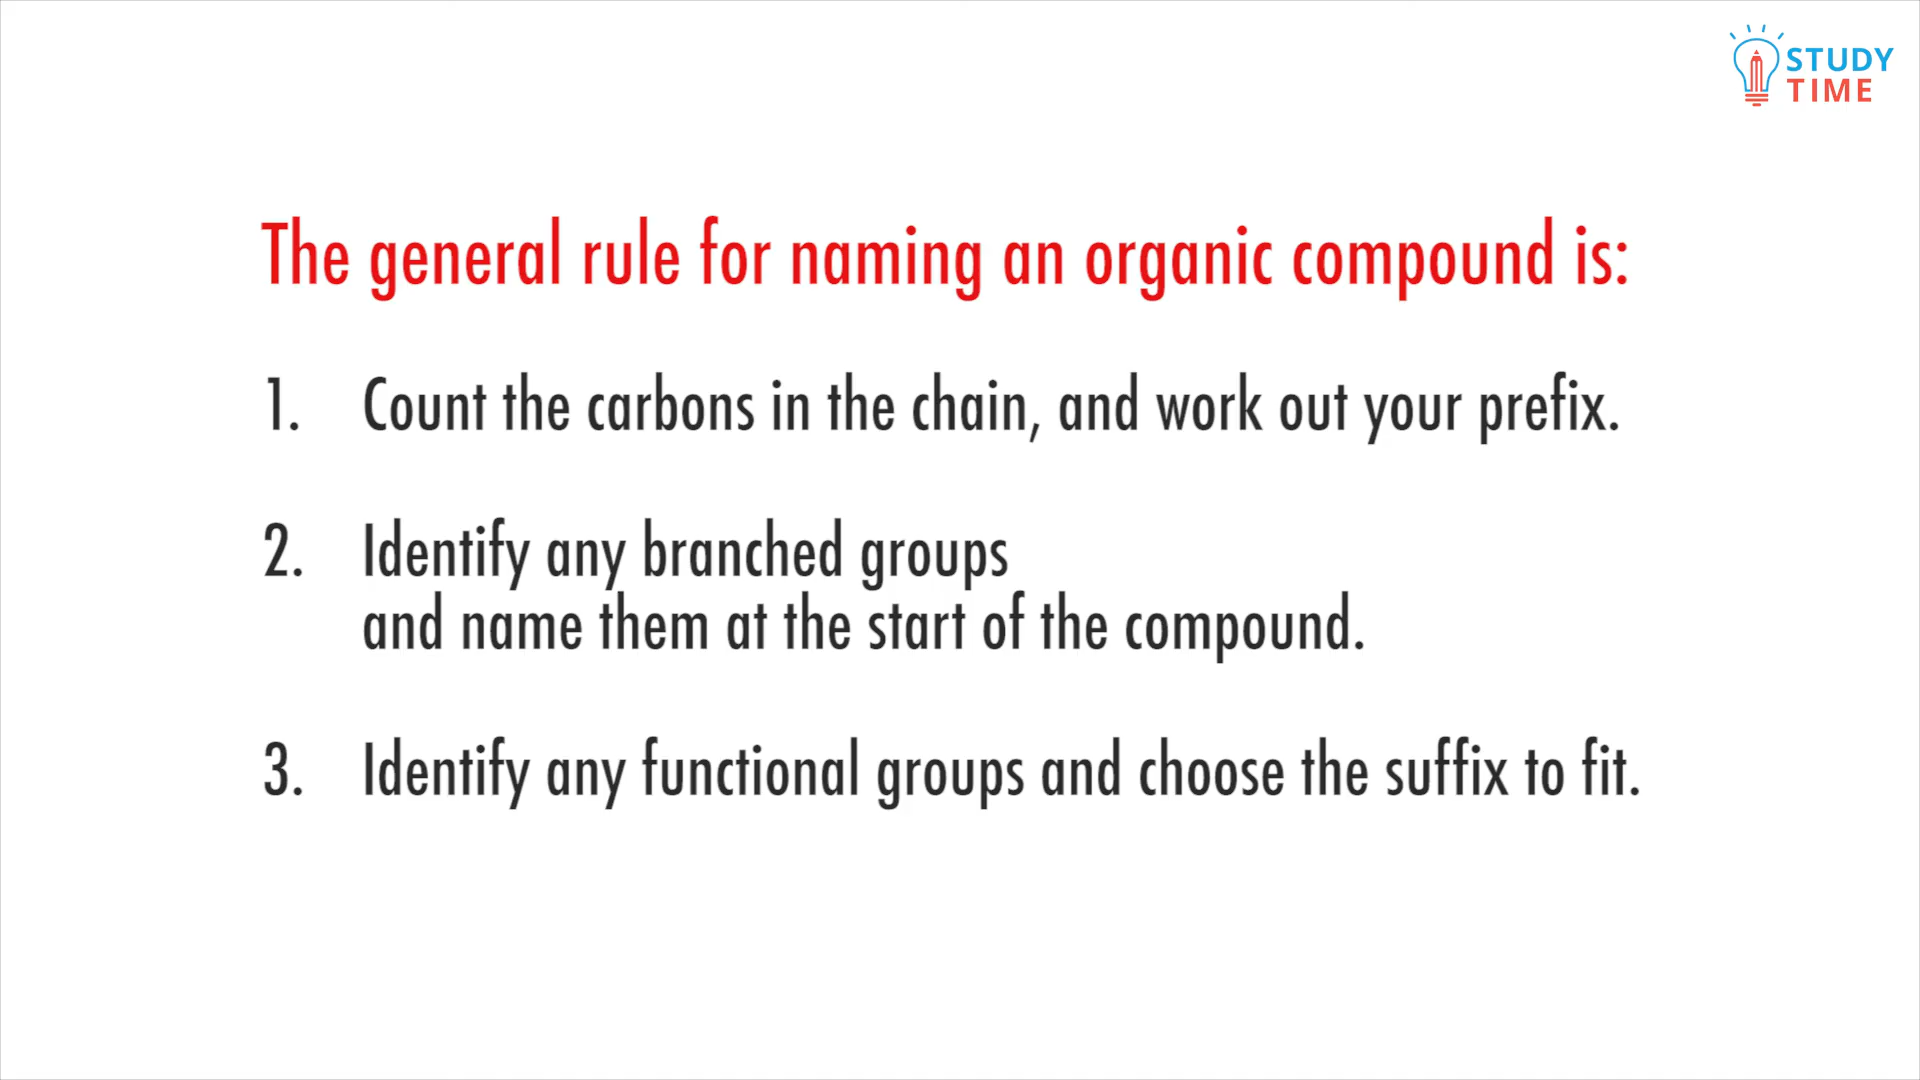 STUDY
TIME
The general rule for naming an organic compound is:
1. Count the carbons in the chain, and work out your prefix.
2. Identify any branched groups
and name them at the start of the compound.
3. Identify any functional groups and choose the suffix to fit.